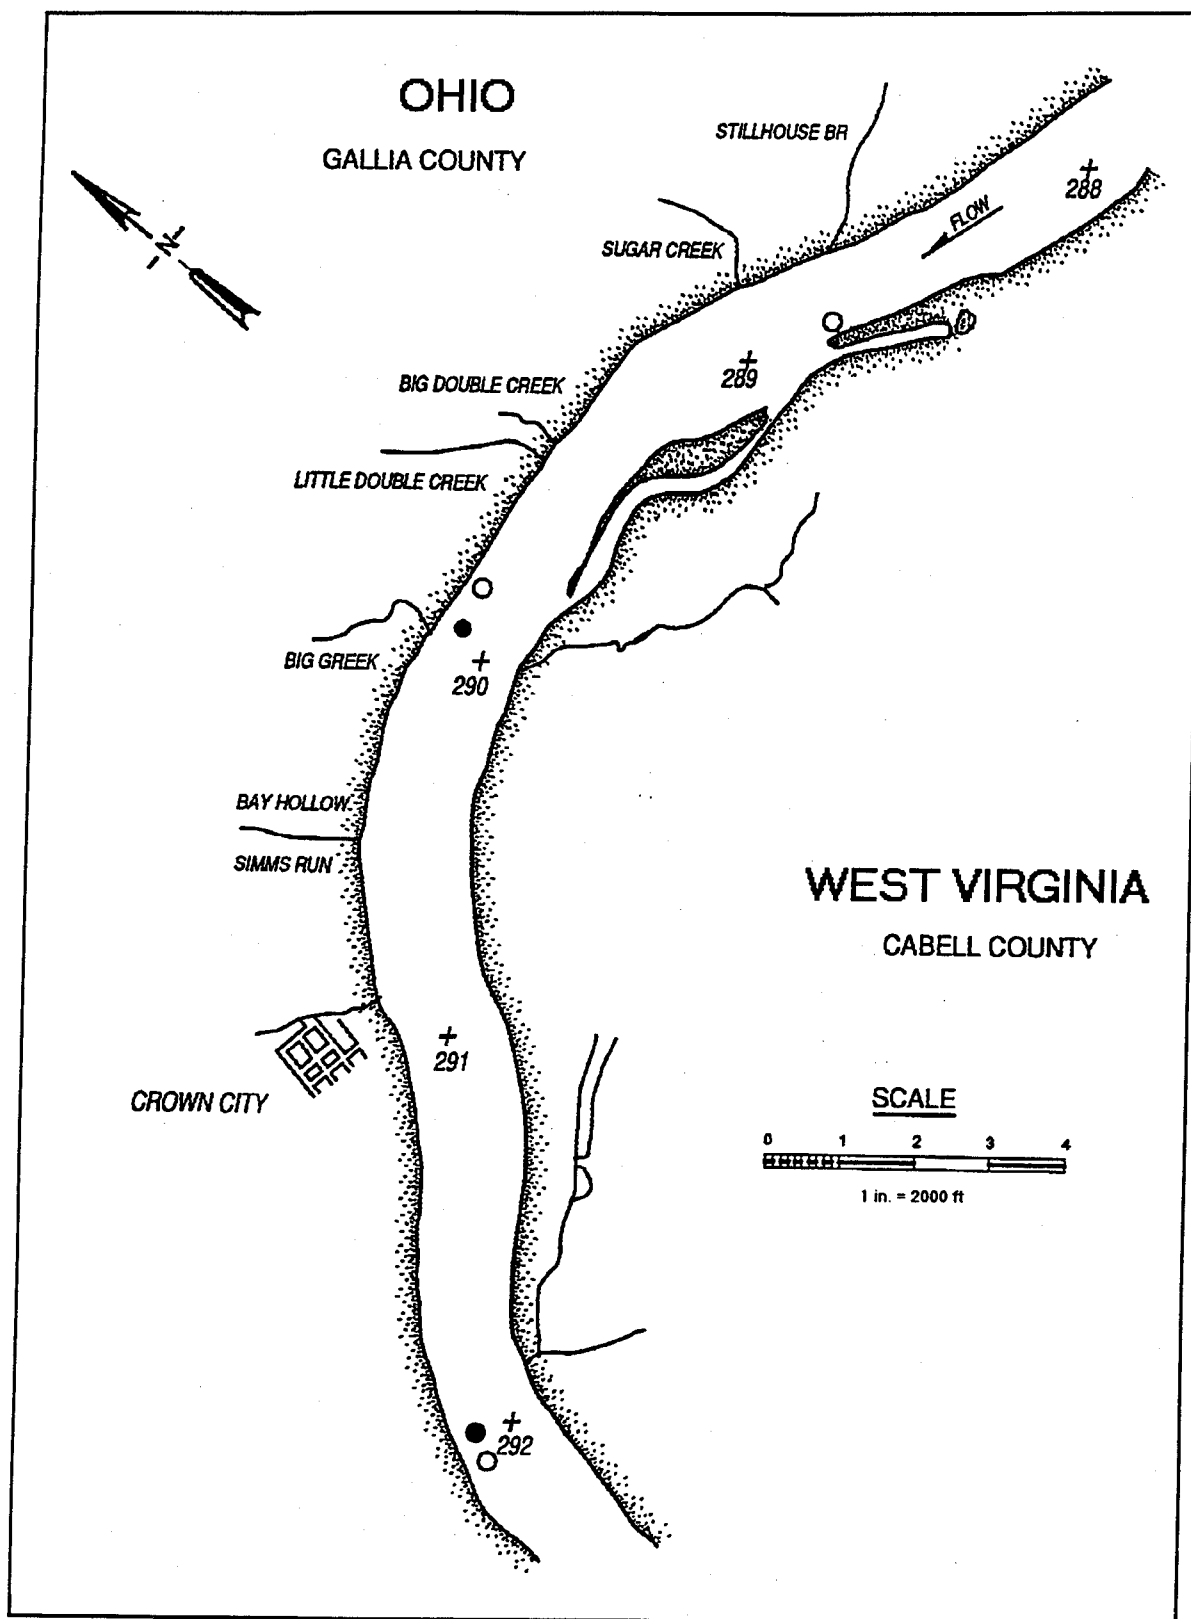 OHIO
GALLIA COUNTY
STILLHOUSE BR
288
FLOW
SUGAR CREEK
N
289
BIG DOUBLE CREEK
LITTLE DOUBLE CREEK
BIG GREEK
290
BAY HOLLOW
SIMMS RUN
WEST VIRGINIA
CABELL COUNTY
291
CROWN CITY
SCALE
0 1 2 3 4
1 in. = 2000 ft
292